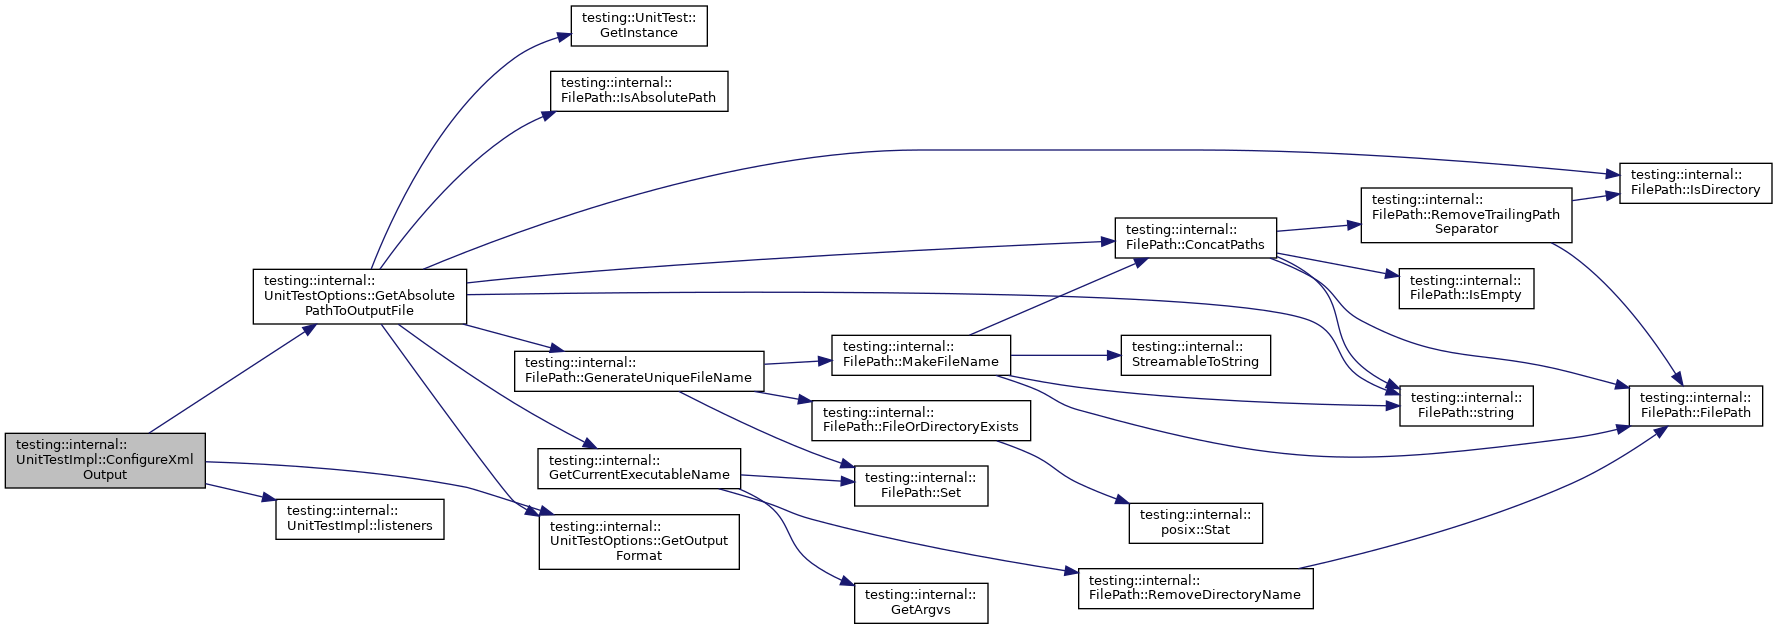 testing::UnitTest::
GetInstance
testing::internal::
FilePath::IsAbsolutePath
testing::internal::
FilePath::IsDirectory
testing::internal::
FilePath::RemoveTrailingPath
Separator
testing::internal::
FilePath::ConcatPaths
testing::internal::
UnitTestOptions::GetAbsolute
PathToOutputFile
testing::internal::
FilePath::IsEmpty
testing::internal::
FilePath::GenerateUniqueFileName
testing::internal::
FilePath::MakeFileName
testing::internal::
StreamableToString
testing::internal::
FilePath::string
testing::internal::
FilePath::FilePath
testing::internal::
FilePath::FileOrDirectoryExists
testing::internal::
UnitTestImpl::ConfigureXml
Output
testing::internal::
GetCurrentExecutableName
testing::internal::
FilePath::Set
testing::internal::
UnitTestImpl::listeners
testing::internal::
UnitTestOptions::GetOutput
Format
testing::internal::
posix::Stat
testing::internal::
FilePath::RemoveDirectoryName
testing::internal::
GetArgvs